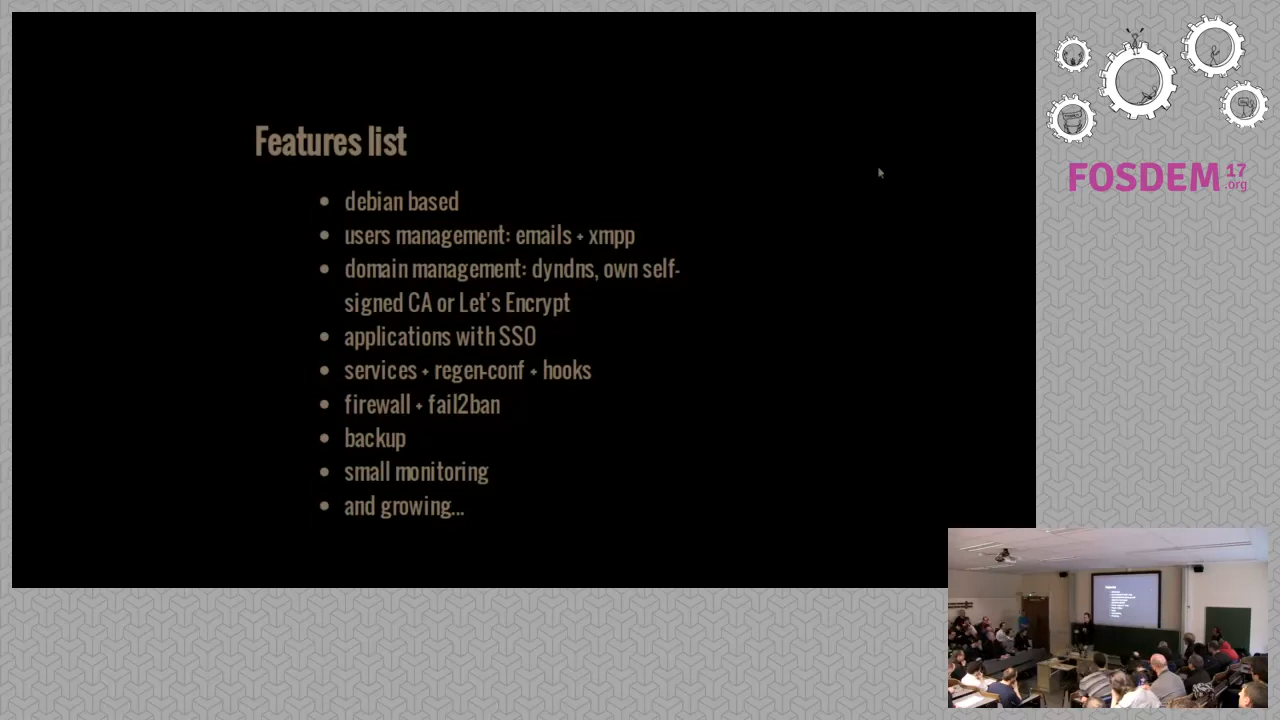 Features list
• debian based
• users management: emails + xmpp
• domain management: dyndns, own self-
signed CA or Let's Encrypt
• applications with SSO
• services + regen-conf + hooks
• firewall + fail2ban
• backup
• small monitoring
• and growing...
FOSDEM 17
.org